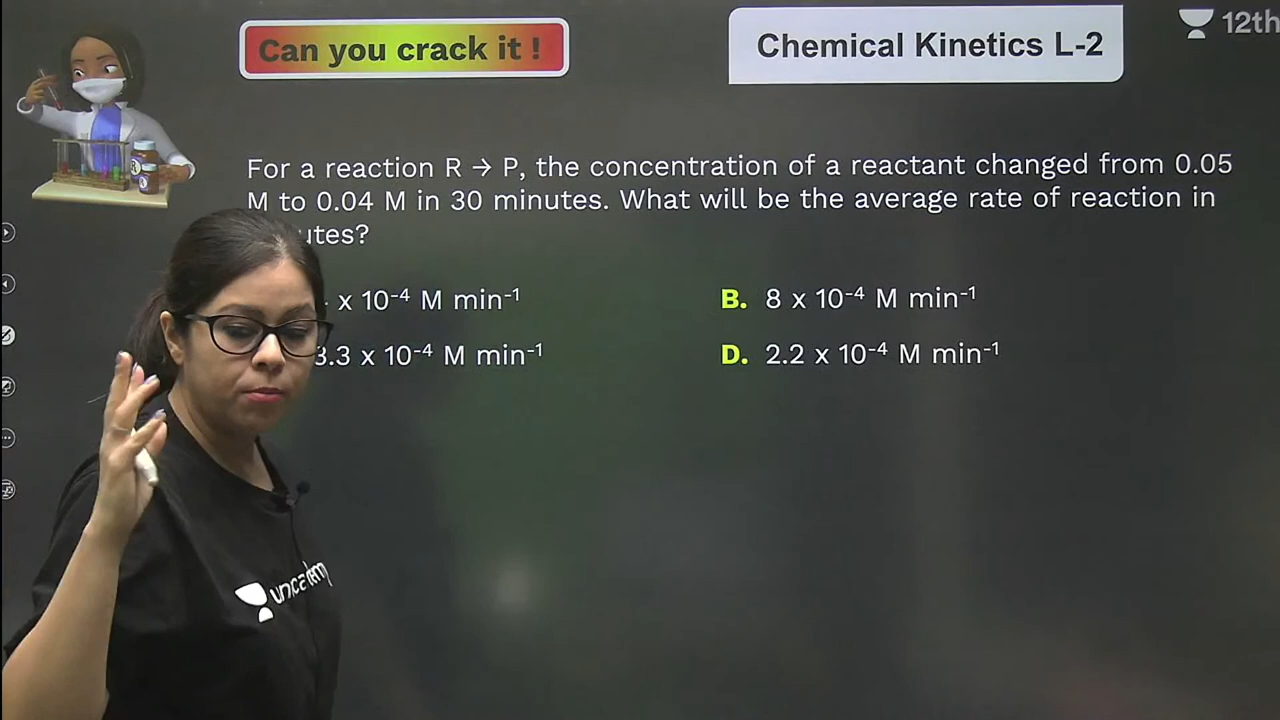 Can you crack it !
Chemical Kinetics L-2
12th
For a reaction R → P, the concentration of a reactant changed from 0.05
M to 0.04 M in 30 minutes. What will be the average rate of reaction in
utes?
x 10⁻⁴ M min⁻¹
B. 8 x 10⁻⁴ M min⁻¹
3.3 x 10⁻⁴ M min⁻¹
D. 2.2 x 10⁻⁴ M min⁻¹
unacademy